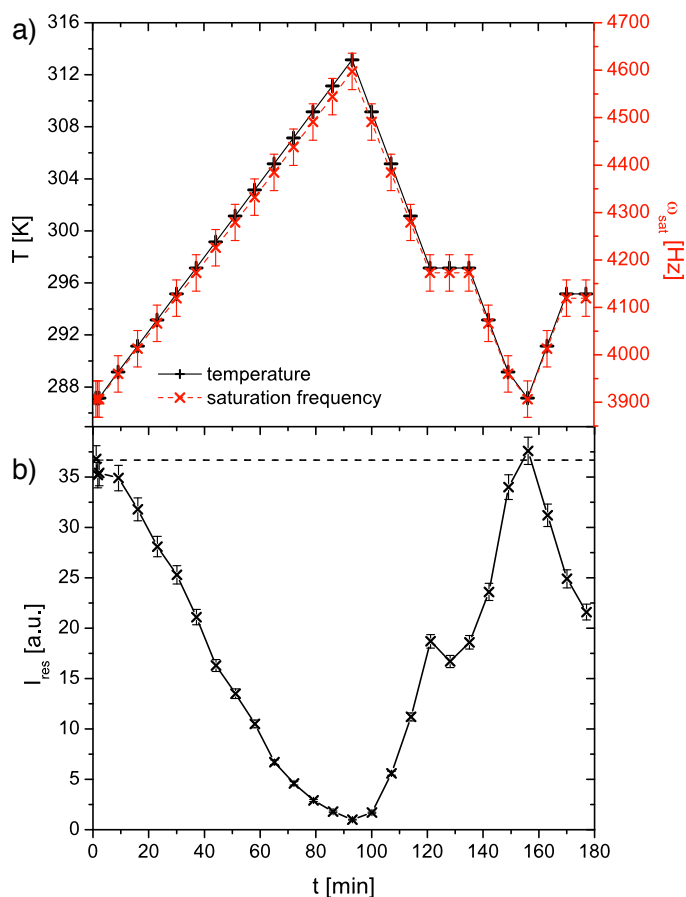 a)
316
312
308
304
300
296
292
288
T [K]
4700
4600
4500
4400
4300
4200
4100
4000
3900
ω_sat [Hz]
temperature
saturation frequency
b)
35
30
25
20
15
10
5
0
I_res [a.u.]
0 20 40 60 80 100 120 140 160 180
t [min]